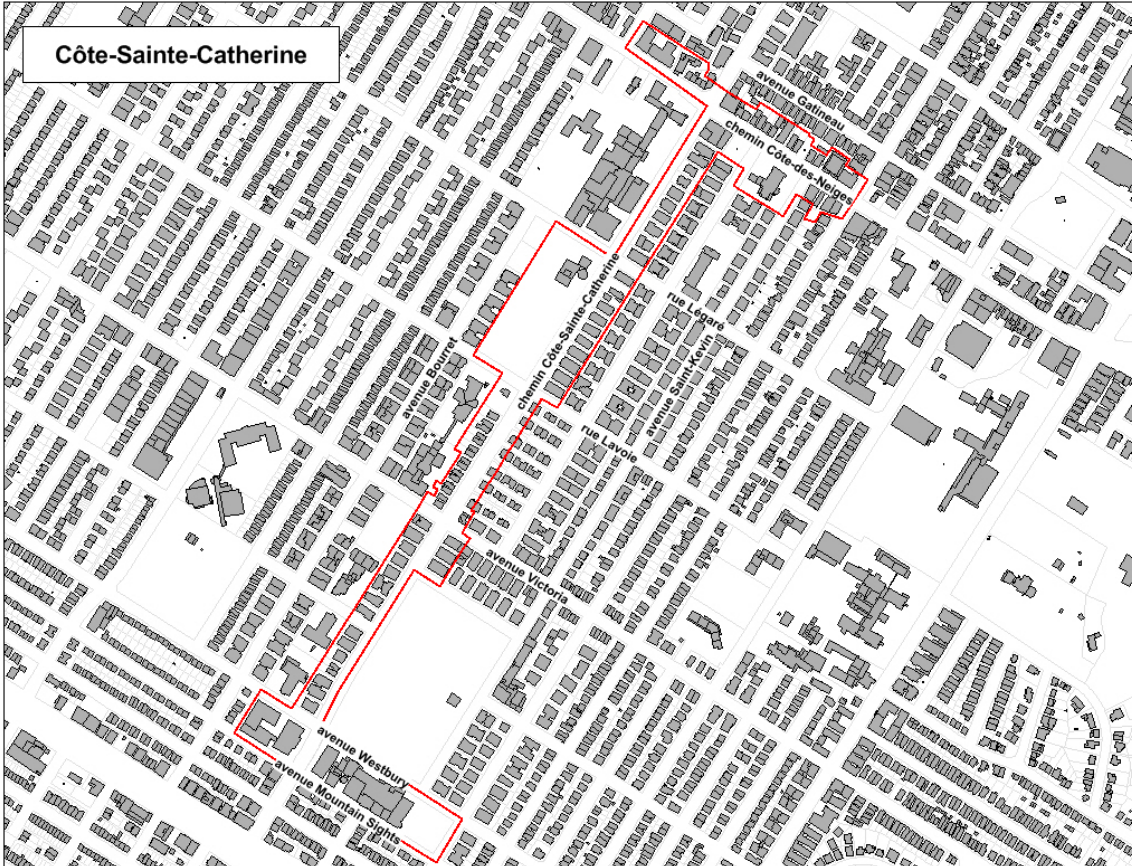 Côte-Sainte-Catherine
avenue Gatineau
chemin Côte-des-Neiges
chemin Côte-Sainte-Catherine
rue Légaré
avenue Saint-Kevin
avenue Bourret
rue Lavoie
avenue Victoria
avenue Westbury
avenue Mountain Sights